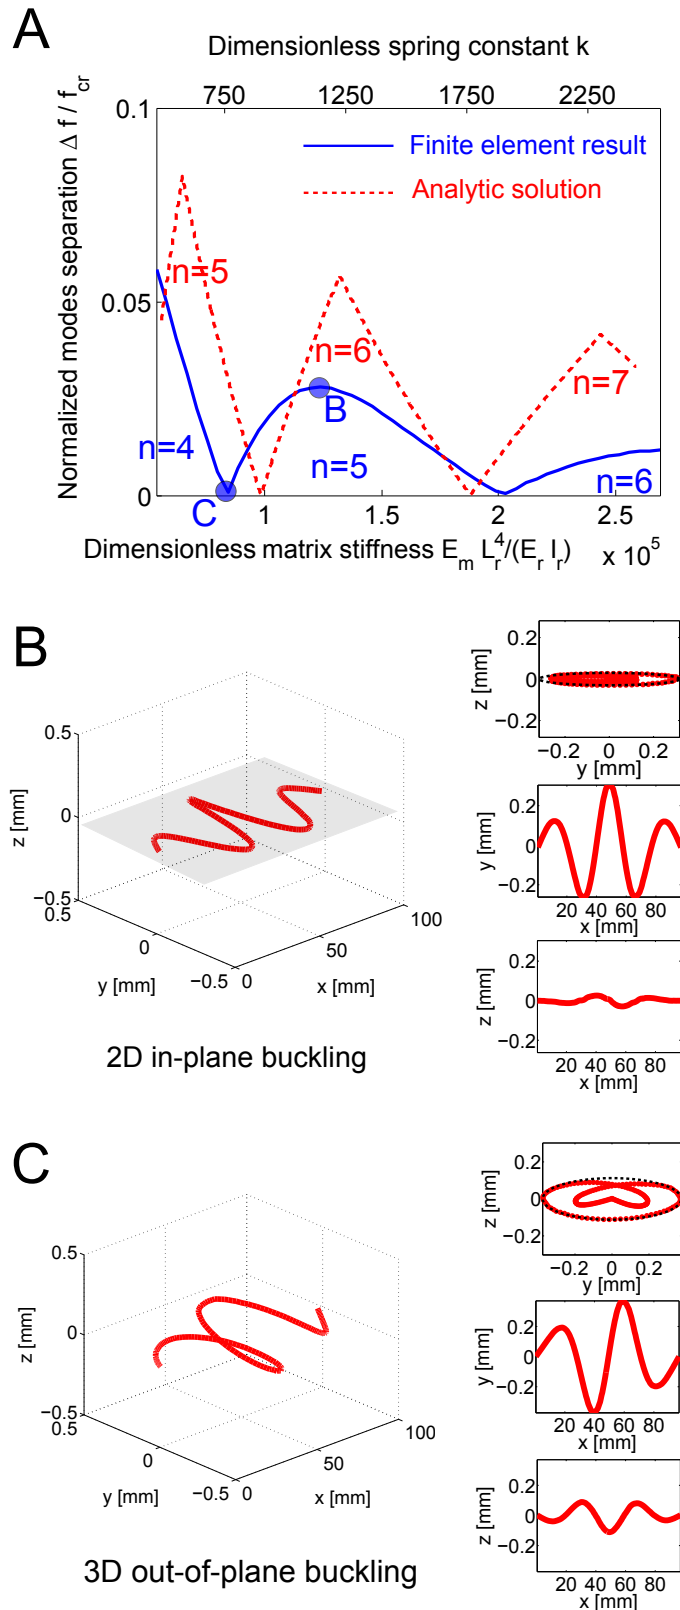 A
Dimensionless spring constant k
750 1250 1750 2250
Normalized modes separation Δ f / f_cr
0.1
0.05
0
Finite element result
Analytic solution
n=5
n=6
n=7
n=4
n=5
n=6
B
C
1 1.5 2 2.5
Dimensionless matrix stiffness E_m L_r^4/(E_r I_r) x 10^5
B
z [mm]
0.5
0
−0.5
0.5
0
−0.5
y [mm]
0
50
100
x [mm]
2D in-plane buckling
z [mm]
0.2
0
−0.2
−0.2 0 0.2
y [mm]
y [mm]
0.2
0
−0.2
20 40 60 80
x [mm]
z [mm]
0.2
0
−0.2
20 40 60 80
x [mm]
C
z [mm]
0.5
0
−0.5
0.5
0
−0.5
y [mm]
0
50
100
x [mm]
3D out-of-plane buckling
z [mm]
0.2
0
−0.2
−0.2 0 0.2
y [mm]
y [mm]
0.2
0
−0.2
20 40 60 80
x [mm]
z [mm]
0.2
0
−0.2
20 40 60 80
x [mm]